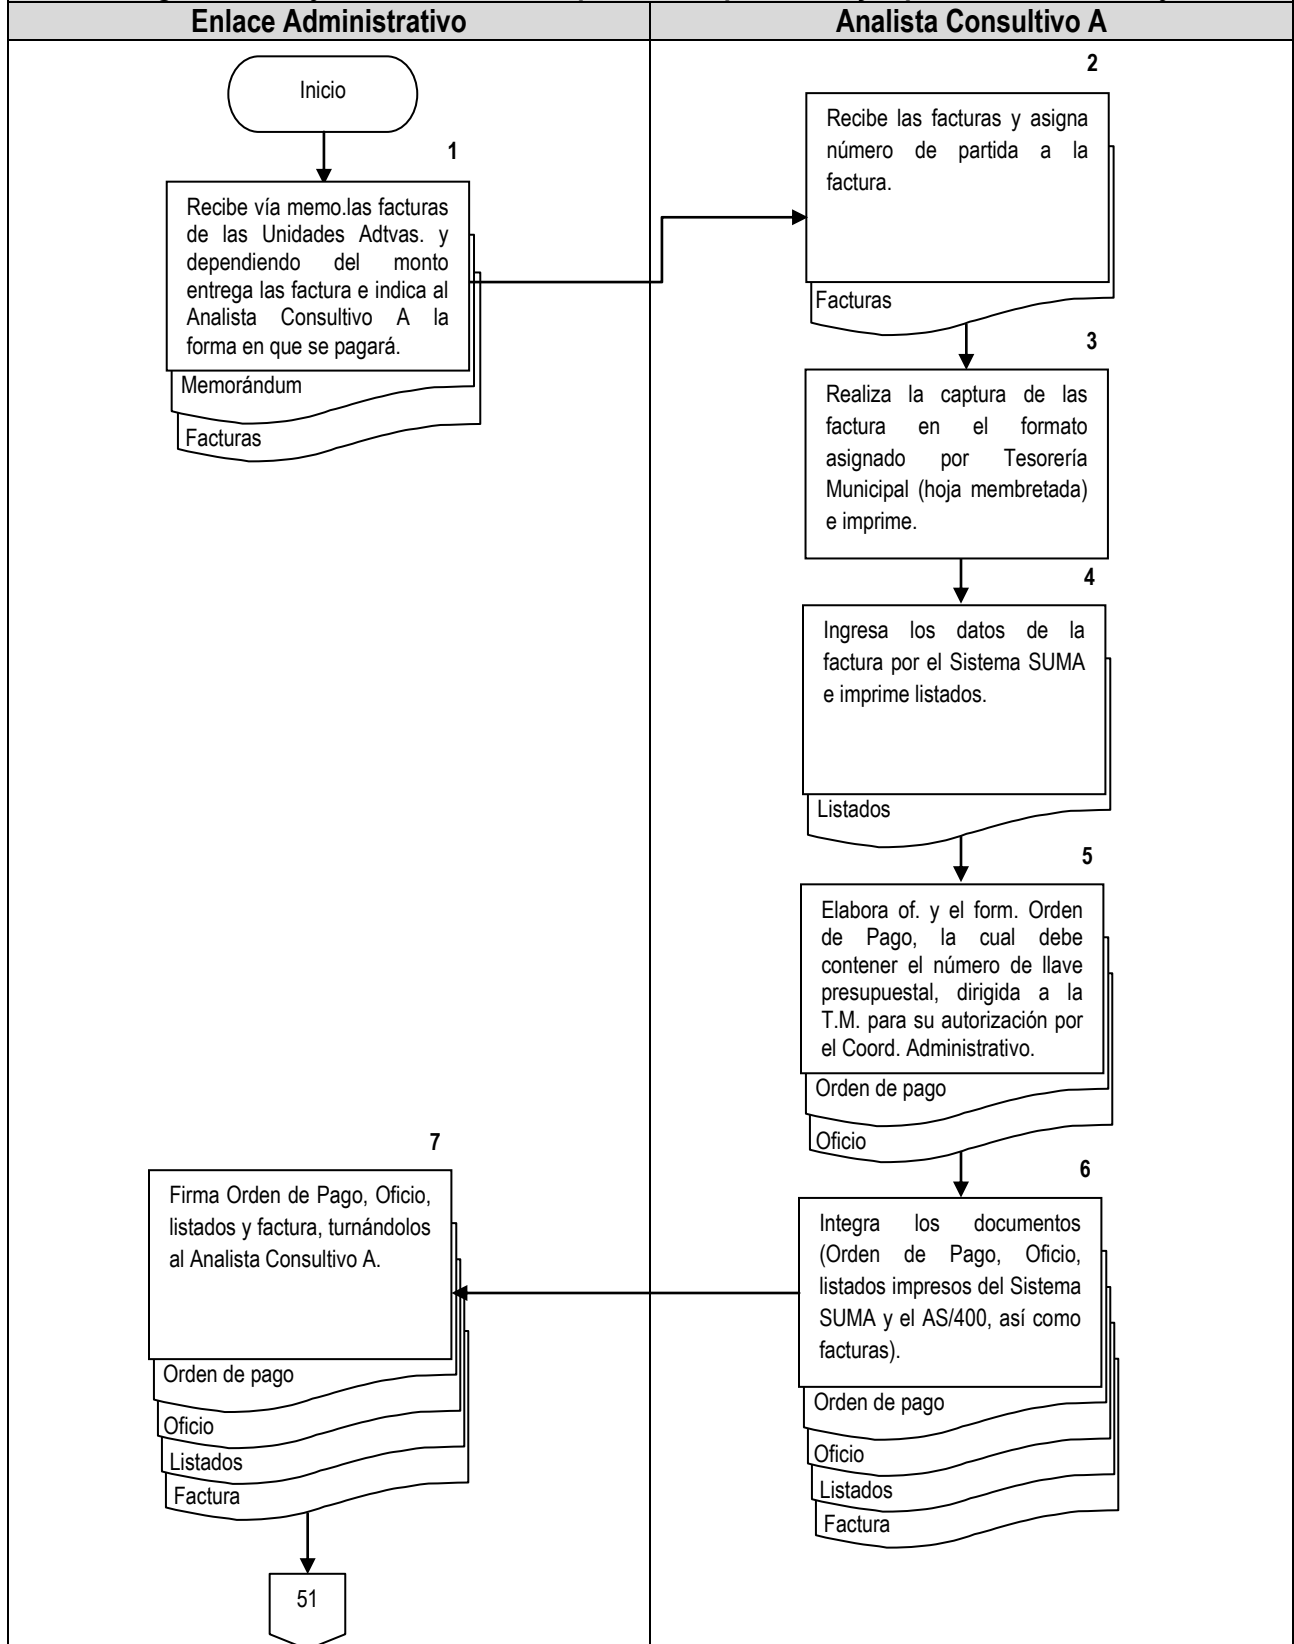 Enlace Administrativo
Analista Consultivo A
Inicio
1
Recibe vía memo.las facturas
de las Unidades Adtvas. y
dependiendo del monto
entrega las factura e indica al
Analista Consultivo A la
forma en que se pagará.
Memorándum
Facturas
2
Recibe las facturas y asigna
número de partida a la
factura.
Facturas
3
Realiza la captura de las
factura en el formato
asignado por Tesorería
Municipal (hoja membretada)
e imprime.
4
Ingresa los datos de la
factura por el Sistema SUMA
e imprime listados.
Listados
5
Elabora of. y el form. Orden
de Pago, la cual debe
contener el número de llave
presupuestal, dirigida a la
T.M. para su autorización por
el Coord. Administrativo.
Orden de pago
Oficio
6
Integra los documentos
(Orden de Pago, Oficio,
listados impresos del Sistema
SUMA y el AS/400, así como
facturas).
Orden de pago
Oficio
Listados
Factura
7
Firma Orden de Pago, Oficio,
listados y factura, turnándolos
al Analista Consultivo A.
Orden de pago
Oficio
Listados
Factura
51